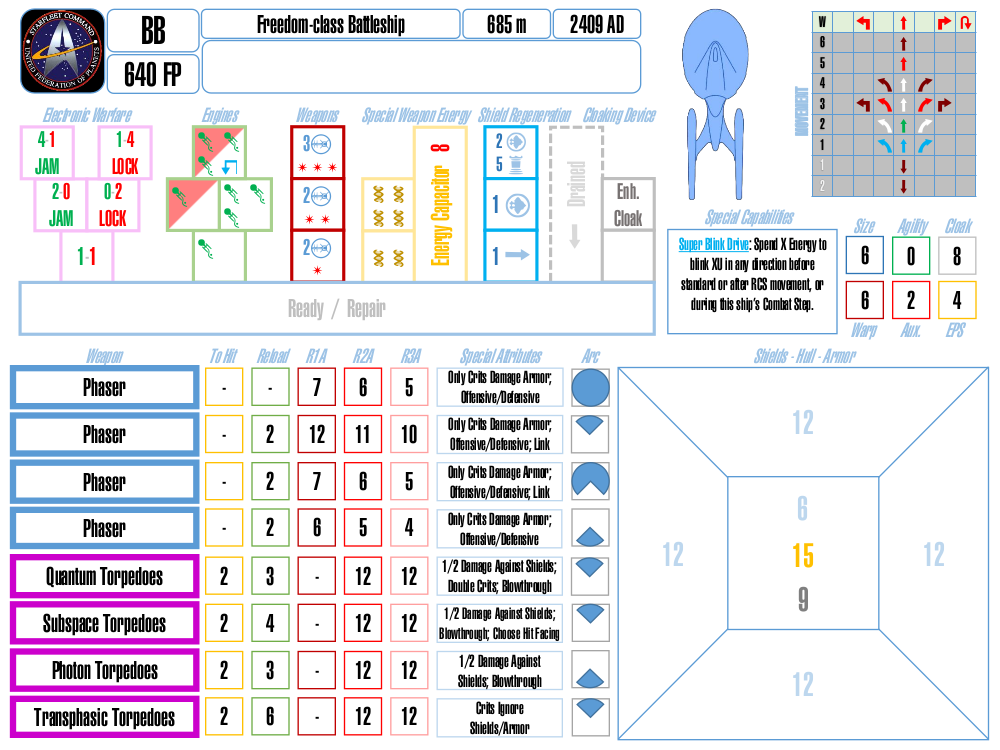 STARFLEET COMMAND
UNITED FEDERATION OF PLANETS
BB
Freedom-class Battleship
685 m
2409 AD
640 FP
Electronic Warfare
Engines
Weapons
Special Weapon Energy
Shield Regeneration
Cloaking Device
4-1
JAM
1-4
LOCK
2-0
JAM
0-2
LOCK
1-1
3
2
2
Energy Capacitor 8
2
5
1
1
Drained
Enh.
Cloak
Ready / Repair
MOVEMENT
W
6
5
4
3
2
1
1
2
Special Capabilities
Super Blink Drive: Spend X Energy to
blink XU in any direction before
standard or after RCS movement, or
during this ship's Combat Step.
Size
Agility
Cloak
6
0
8
6
2
4
Warp
Aux.
EPS
Weapon
To Hit
Reload
R1A
R2A
R3A
Special Attributes
Arc
Phaser
-
-
7
6
5
Only Crits Damage Armor;
Offensive/Defensive
Phaser
-
2
12
11
10
Only Crits Damage Armor;
Offensive/Defensive; Link
Phaser
-
2
7
6
5
Only Crits Damage Armor;
Offensive/Defensive; Link
Phaser
-
2
6
5
4
Only Crits Damage Armor;
Offensive/Defensive
Quantum Torpedoes
2
3
-
12
12
1/2 Damage Against Shields;
Double Crits; Blowthrough
Subspace Torpedoes
2
4
-
12
12
1/2 Damage Against Shields;
Blowthrough; Choose Hit Facing
Photon Torpedoes
2
3
-
12
12
1/2 Damage Against
Shields; Blowthrough
Transphasic Torpedoes
2
6
-
12
12
Crits Ignore
Shields/Armor
Shields - Hull - Armor
12
6
12
15
12
9
12